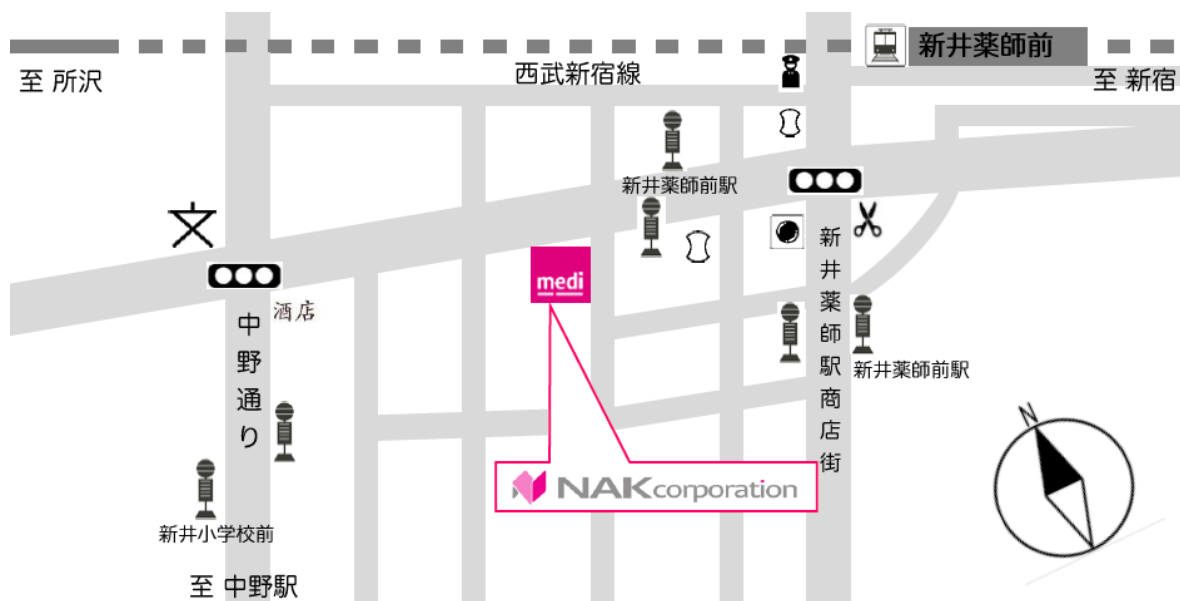 新井薬師前
至 所沢
西武新宿線
至 新宿
新井薬師前駅
文
新井薬師駅商店街
medi
酒店
中野通り
新井薬師前駅
N
NAKcorporation
新井小学校前
至 中野駅